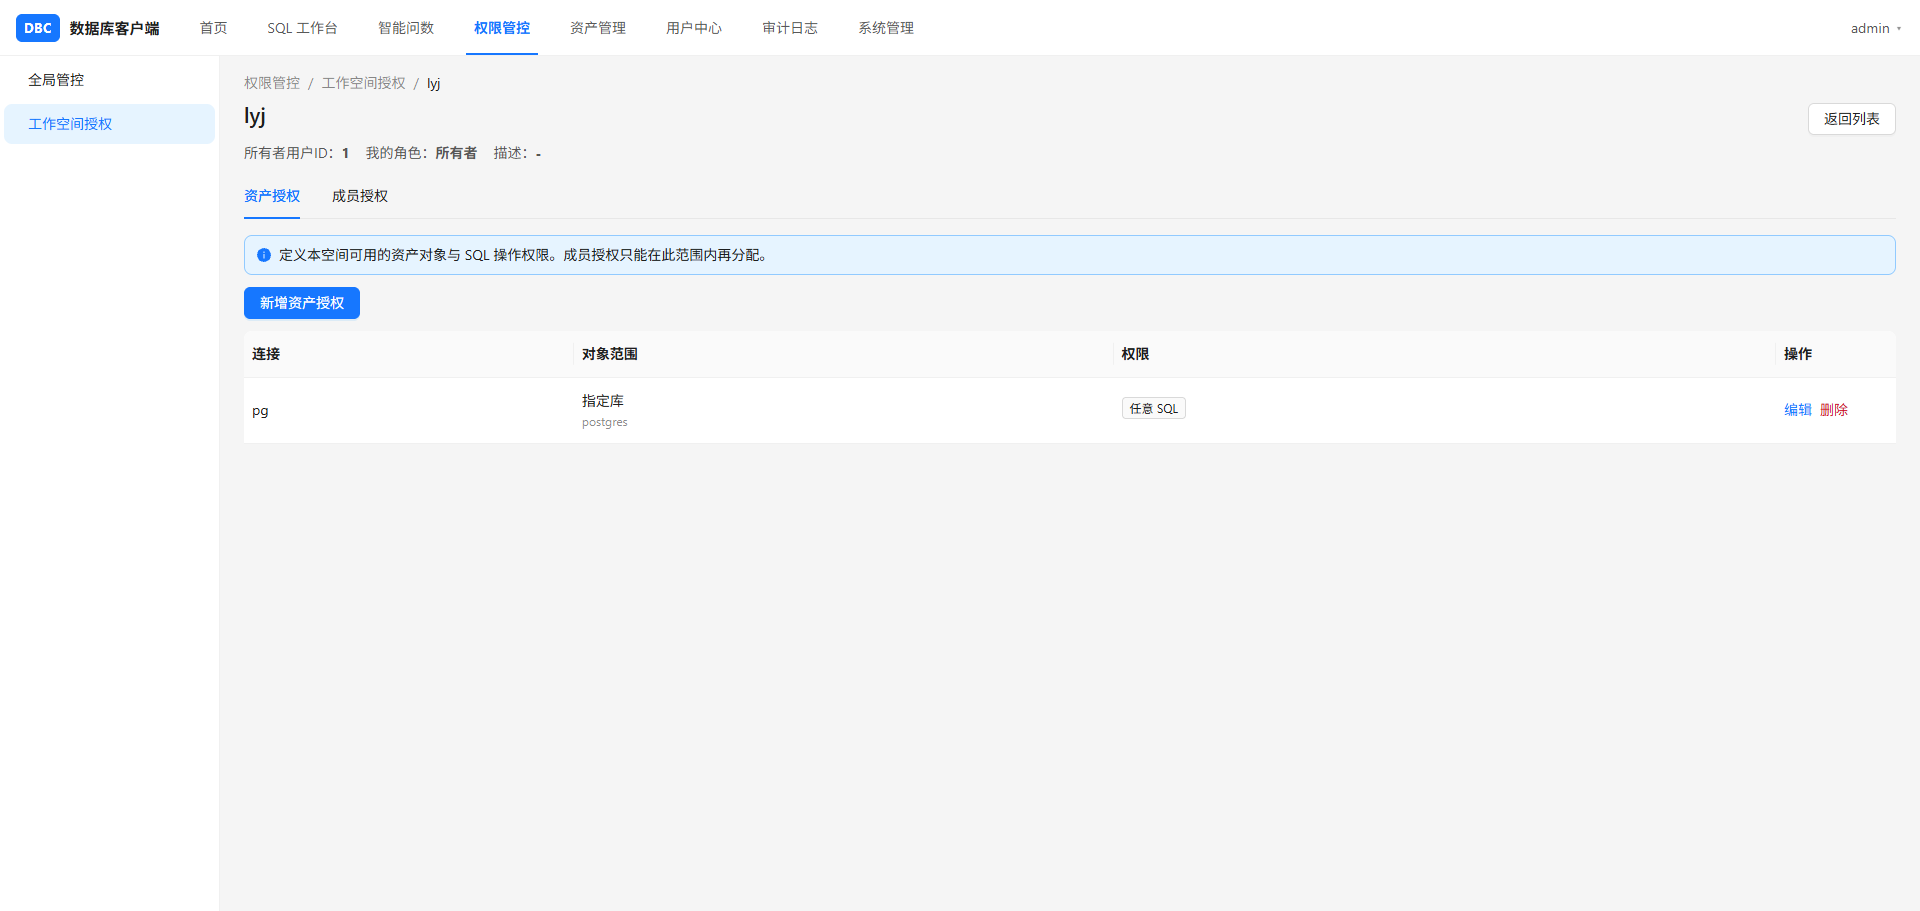 DBC 数据库客户端 首页 SQL 工作台 智能问数 权限管控 资产管理 用户中心 审计日志 系统管理 admin
全局管控
工作空间授权
权限管控 / 工作空间授权 / lyj
lyj
返回列表
所有者用户ID：1 我的角色：所有者 描述：-
资产授权 成员授权
定义本空间可用的资产对象与 SQL 操作权限。成员授权只能在此范围内再分配。
新增资产授权
连接 对象范围 权限 操作
pg 指定库 任意 SQL 编辑 删除
postgres